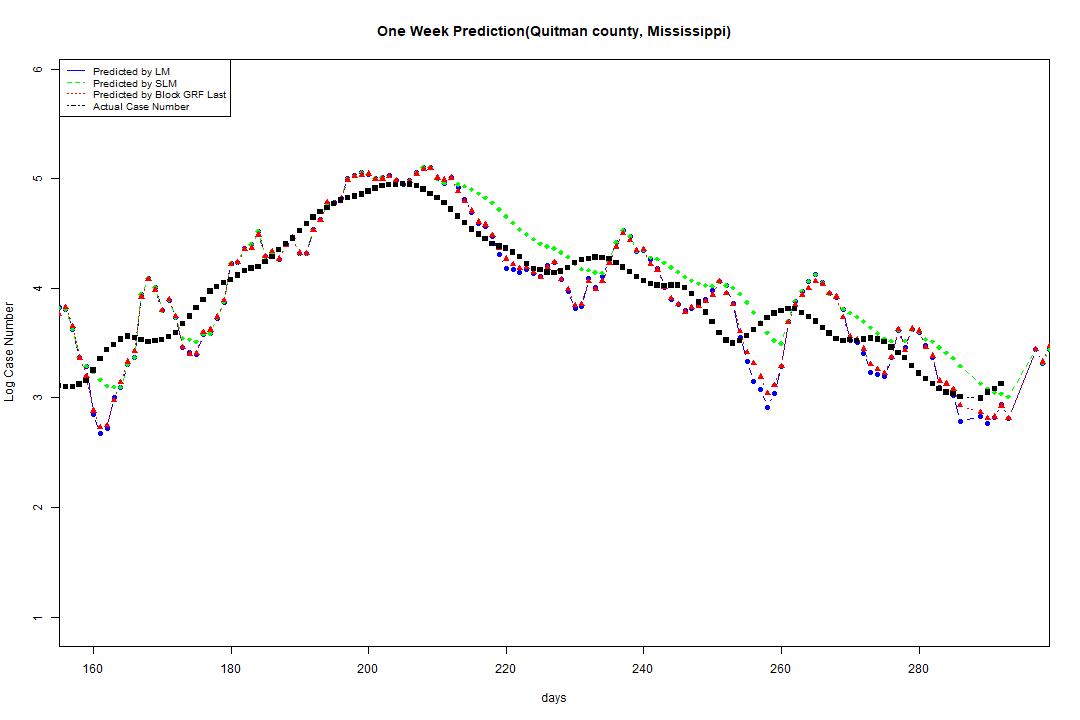 One Week Prediction(Quitman county, Mississippi)
Predicted by LM
Predicted by SLM
Predicted by Block GRF Last
Actual Case Number
6
5
4
3
2
1
Log Case Number
160 180 200 220 240 260 280
days